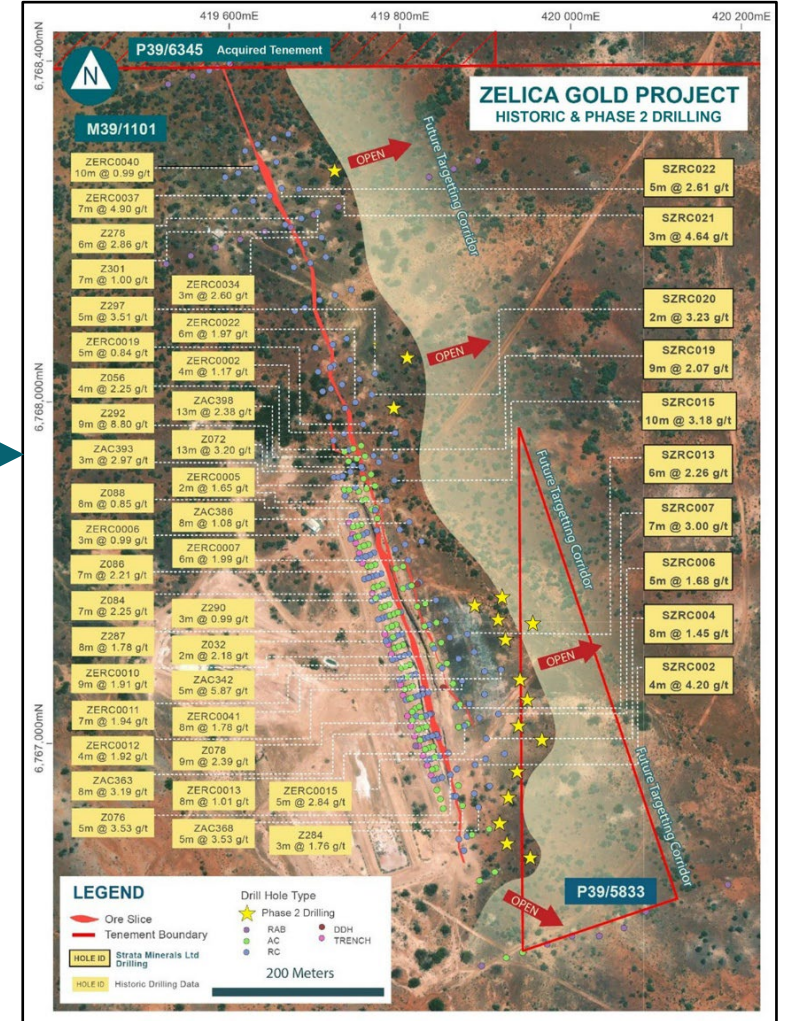 419 600mE
419 800mE
420 000mE
420 200mE
6,768,400mN
6,768,000mN
6,767,000mN
P39/6345 Acquired Tenement
N
ZELICA GOLD PROJECT
HISTORIC & PHASE 2 DRILLING
M39/1101
ZERC0040
10m @ 0.99 g/t
ZERC0037
7m @ 4.90 g/t
Z278
6m @ 2.86 g/t
Z301
7m @ 1.00 g/t
Z297
5m @ 3.51 g/t
ZERC0019
5m @ 0.84 g/t
Z056
4m @ 2.25 g/t
Z292
9m @ 8.80 g/t
ZAC393
3m @ 2.97 g/t
Z088
8m @ 0.85 g/t
ZERC0006
3m @ 0.99 g/t
Z086
7m @ 2.21 g/t
Z084
7m @ 2.25 g/t
Z287
8m @ 1.78 g/t
ZERC0010
9m @ 1.91 g/t
ZERC0011
7m @ 1.94 g/t
ZERC0012
4m @ 1.92 g/t
ZAC363
8m @ 3.19 g/t
Z076
5m @ 3.53 g/t
ZERC0034
3m @ 2.60 g/t
ZERC0022
6m @ 1.97 g/t
ZERC0002
4m @ 1.17 g/t
ZAC398
13m @ 2.38 g/t
Z072
13m @ 3.20 g/t
ZERC0005
2m @ 1.65 g/t
ZAC386
8m @ 1.08 g/t
ZERC0007
6m @ 1.99 g/t
Z290
3m @ 0.99 g/t
Z032
2m @ 2.18 g/t
ZAC342
5m @ 5.87 g/t
ZERC0041
8m @ 1.78 g/t
Z078
9m @ 2.39 g/t
ZERC0013
8m @ 1.01 g/t
ZAC368
5m @ 3.53 g/t
ZERC0015
5m @ 2.84 g/t
Z284
3m @ 1.76 g/t
OPEN
Future Targetting Corridor
OPEN
Future Targetting Corridor
OPEN
Future Targetting Corridor
OPEN
SZRC022
5m @ 2.61 g/t
SZRC021
3m @ 4.64 g/t
SZRC020
2m @ 3.23 g/t
SZRC019
9m @ 2.07 g/t
SZRC015
10m @ 3.18 g/t
SZRC013
6m @ 2.26 g/t
SZRC007
7m @ 3.00 g/t
SZRC006
5m @ 1.68 g/t
SZRC004
8m @ 1.45 g/t
SZRC002
4m @ 4.20 g/t
P39/5833
LEGEND
Ore Slice
Tenement Boundary
HOLE ID Strata Minerals Ltd
Drilling
HOLE ID Historic Drilling Data
Drill Hole Type
Phase 2 Drilling
RAB
AC
RC
DDH
TRENCH
200 Meters